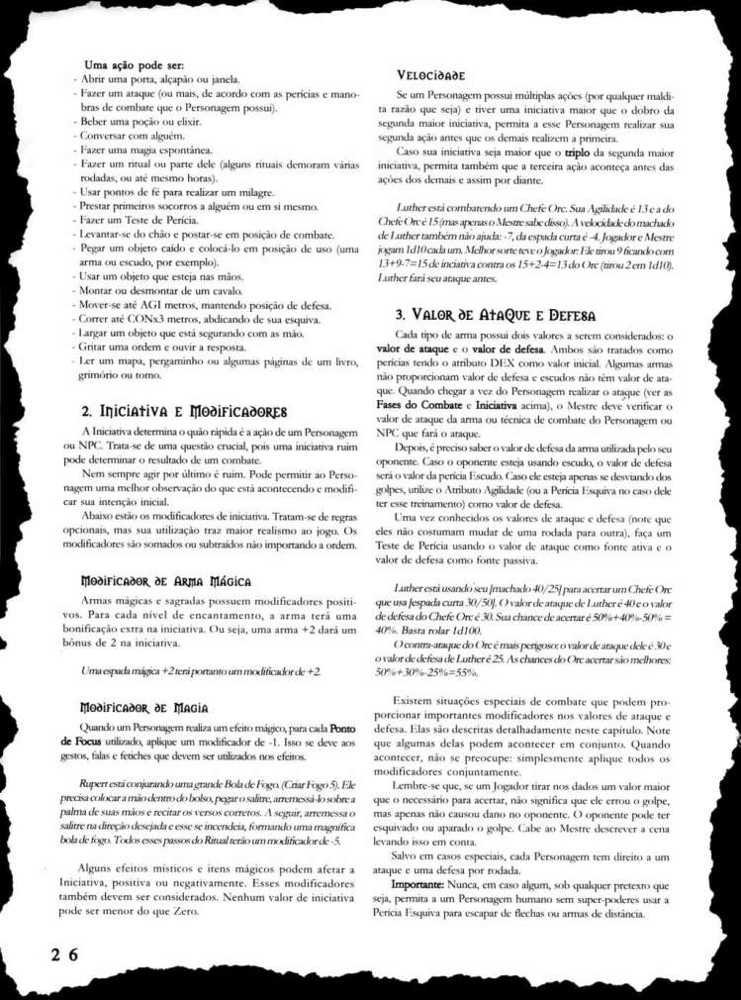 Uma ação pode ser:
- Abrir uma porta, alçapão ou janela.
- Fazer um ataque (ou mais, de acordo com as perícias e mano-
bras de combate que o Personagem possui).
- Beber uma poção ou elixir.
- Conversar com alguém.
- Fazer uma magia espontânea.
- Fazer um ritual ou parte dele (alguns rituais demoram várias
rodadas, ou até mesmo horas).
- Usar pontos de fé para realizar um milagre.
- Prestar primeiros socorros a alguém ou em si mesmo.
- Fazer um Teste de Perícia.
- Levantar-se do chão e postar-se em posição de combate.
- Pegar um objeto caído e colocá-lo em posição de uso (uma
arma ou escudo, por exemplo).
- Usar um objeto que esteja nas mãos.
- Montar ou desmontar de um cavalo.
- Mover-se até AGI metros, mantendo posição de defesa.
- Correr até CONx3 metros, abdicando de sua esquiva.
- Largar um objeto que está segurando com as mão.
- Gritar uma ordem e ouvir a resposta.
- Ler um mapa, pergaminho ou algumas páginas de um livro,
grimório ou tomo.
2. Iniciativa e Modificadores
A Iniciativa determina o quão rápida é a ação de um Personagem
ou NPC. Trata-se de uma questão crucial, pois uma iniciativa ruim
pode determinar o resultado de um combate.
Nem sempre agir por último é ruim. Pode permitir ao Perso-
nagem uma melhor observação do que está acontecendo e modifi-
car sua intenção inicial.
Abaixo estão os modificadores de iniciativa. Tratam-se de regras
opcionais, mas sua utilização traz maior realismo ao jogo. Os
modificadores são somados ou subtraídos não importando a ordem.
Modificador de Arma Mágica
Armas mágicas e sagradas possuem modificadores positi-
vos. Para cada nível de encantamento, a arma terá uma
bonificação extra na iniciativa. Ou seja, uma arma +2 dará um
bônus de 2 na iniciativa.
Uma espada mágica +2 terá portanto um modificador de +2.
Modificador de Magia
Quando um Personagem realiza um efeito mágico, para cada Ponto
de Focus utilizado, aplique um modificador de -1. Isso se deve aos
gestos, falas e fetiches que devem ser utilizados nos efeitos.
Rupert está conjurando uma grande Bola de Fogo. (Criar Fogo 5). Ele
precisa colocar a mão dentro do bolso, pegar o salitre, arremessá-lo sobre a
palma de suas mãos e recitar os versos corretos. A seguir, arremessa o
salitre na direção desejada e esse se incendeia, formando uma magnífica
bola de fogo. Todos esses passos do Ritual terão um modificador de -5.
Alguns efeitos místicos e itens mágicos podem afetar a
Iniciativa, positiva ou negativamente. Esses modificadores
também devem ser considerados. Nenhum valor de iniciativa
pode ser menor do que Zero.
26
Velocidade
Se um Personagem possui múltiplas ações (por qualquer maldi-
ta razão que seja) e tiver uma iniciativa maior que o dobro da
segunda maior iniciativa, permita a esse Personagem realizar sua
segunda ação antes que os demais realizem a primeira.
Caso sua iniciativa seja maior que o triplo da segunda maior
iniciativa, permita também que a terceira ação aconteça antes das
ações dos demais e assim por diante.
Luther está combatendo um Chefe Orc. Sua Agilidade é 13 e a do
Chefe Orc é 15 (mas apenas o Mestre sabe disso). A velocidade do machado
de Luther também não ajuda: -7, da espada curta é -4. Jogador e Mestre
jogam 1d10 cada um. Melhor sorte teve o Jogador: Ele tirou 9 ficando com
13+9-7=15 de inciativa contra os 15+2-4=13 do Orc (tirou 2 em 1d10).
Luther fará seu ataque antes.
3. Valor de Ataque e Defesa
Cada tipo de arma possui dois valores a serem considerados: o
valor de ataque e o valor de defesa. Ambos são tratados como
perícias tendo o atributo DEX como valor inicial. Algumas armas
não proporcionam valor de defesa e escudos não têm valor de ata-
que. Quando chegar a vez do Personagem realizar o ataque (ver as
Fases do Combate e Iniciativa acima), o Mestre deve verificar o
valor de ataque da arma ou técnica de combate do Personagem ou
NPC que fará o ataque.
Depois, é preciso saber o valor de defesa da arma utilizada pelo seu
oponente. Caso o oponente esteja usando escudo, o valor de defesa
será o valor da perícia Escudo. Caso ele esteja apenas se desviando dos
golpes, utilize o Atributo Agilidade (ou a Perícia Esquiva no caso dele
ter esse treinamento) como valor de defesa.
Uma vez conhecidos os valores de ataque e defesa (note que
eles não costumam mudar de uma rodada para outra), faça um
Teste de Perícia usando o valor de ataque como fonte ativa e o
valor de defesa como fonte passiva.
Luther está usando seu [machado 40/25] para acertar um Chefe Orc
que usa [espada curta 30/50]. O valor de ataque de Luther é 40 e o valor
de defesa do Chefe Orc é 30. Sua chance de acertar é 50%+40%-50% =
40%. Basta rolar 1d100.
O contra-ataque do Orc é mais perigoso: o valor de ataque dele é 30 e
o valor de defesa de Luther é 25. As chances do Orc acertar são melhores:
50%+30%-25%=55%.
Existem situações especiais de combate que podem pro-
porcionar importantes modificadores nos valores de ataque e
defesa. Elas são descritas detalhadamente neste capítulo. Note
que algumas delas podem acontecer em conjunto. Quando
acontecer, não se preocupe: simplesmente aplique todos os
modificadores conjuntamente.
Lembre-se que, se um Jogador tirar nos dados um valor maior
que o necessário para acertar, não significa que ele errou o golpe,
mas apenas não causou dano no oponente. O oponente pode ter
esquivado ou aparado o golpe. Cabe ao Mestre descrever a cena
levando isso em conta.
Salvo em casos especiais, cada Personagem tem direito a um
ataque e uma defesa por rodada.
Importante: Nunca, em caso algum, sob qualquer pretexto que
seja, permita a um Personagem humano sem super-poderes usar a
Perícia Esquiva para escapar de flechas ou armas de distância.